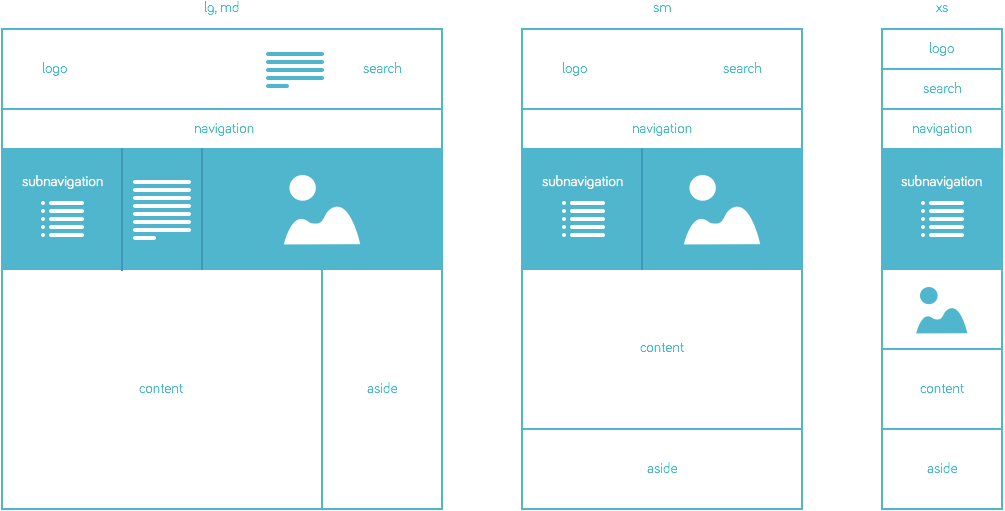 lg, md
logo
search
navigation
subnavigation
content
aside
sm
logo
search
navigation
subnavigation
content
aside
xs
logo
search
navigation
subnavigation
content
aside